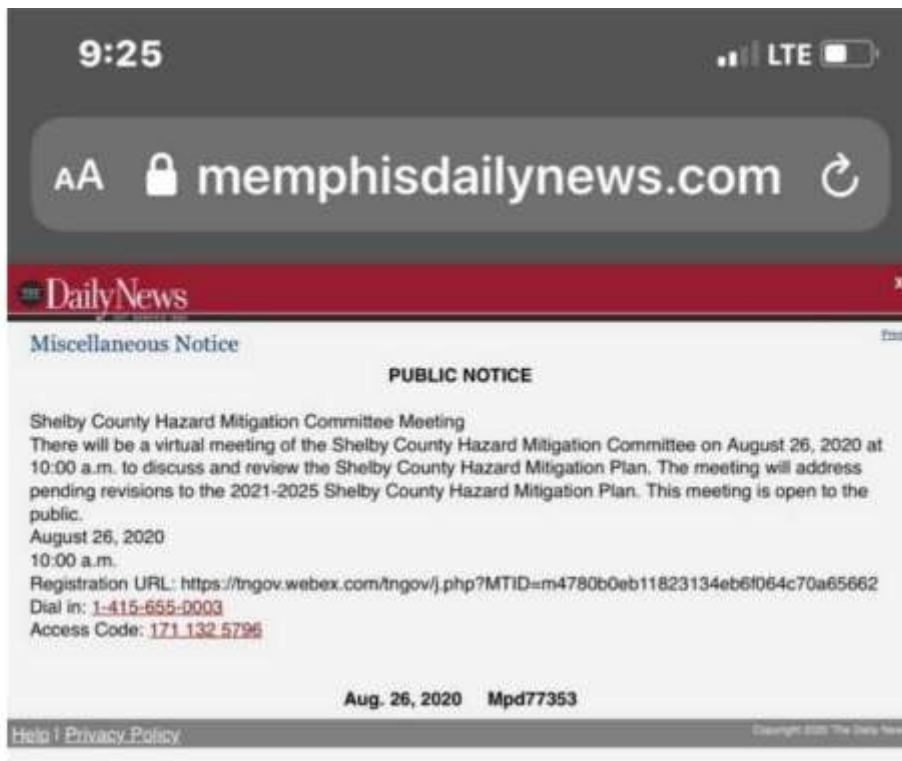 9:25
LTE
AA memphisdailynews.com
THE DailyNews
X
Miscellaneous Notice
PUBLIC NOTICE
Shelby County Hazard Mitigation Committee Meeting
There will be a virtual meeting of the Shelby County Hazard Mitigation Committee on August 26, 2020 at
10:00 a.m. to discuss and review the Shelby County Hazard Mitigation Plan. The meeting will address
pending revisions to the 2021-2025 Shelby County Hazard Mitigation Plan. This meeting is open to the
public.
August 26, 2020
10:00 a.m.
Registration URL: https://tngov.webex.com/tngov/j.php?MTID=m4780b0eb11823134eb6f064c70a65662
Dial in: 1-415-655-0003
Access Code: 171 132 5796
Aug. 26, 2020 Mpd77353
Help | Privacy Policy
Copyright 2020 The Daily